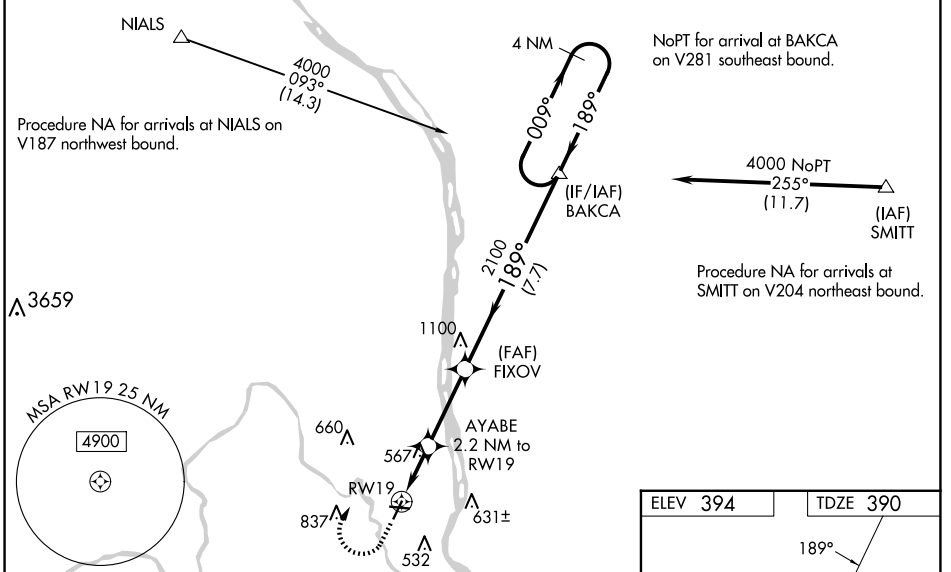 NIALS
4000
093°
(14.3)
Procedure NA for arrivals at NIALS on
V187 northwest bound.
4 NM
009°
189°
NoPT for arrival at BAKCA
on V281 southeast bound.
(IF/IAF)
BAKCA
4000 NoPT
255°
(11.7)
(IAF)
SMITT
Procedure NA for arrivals at
SMITT on V204 northeast bound.
2100
189°
(7.7)
3659
1100
(FAF)
FIXOV
MSA RW19 25 NM
4900
660
567
AYABE
2.2 NM to
RW19
RW19
837
631±
532
ELEV 394
TDZE 390
189°